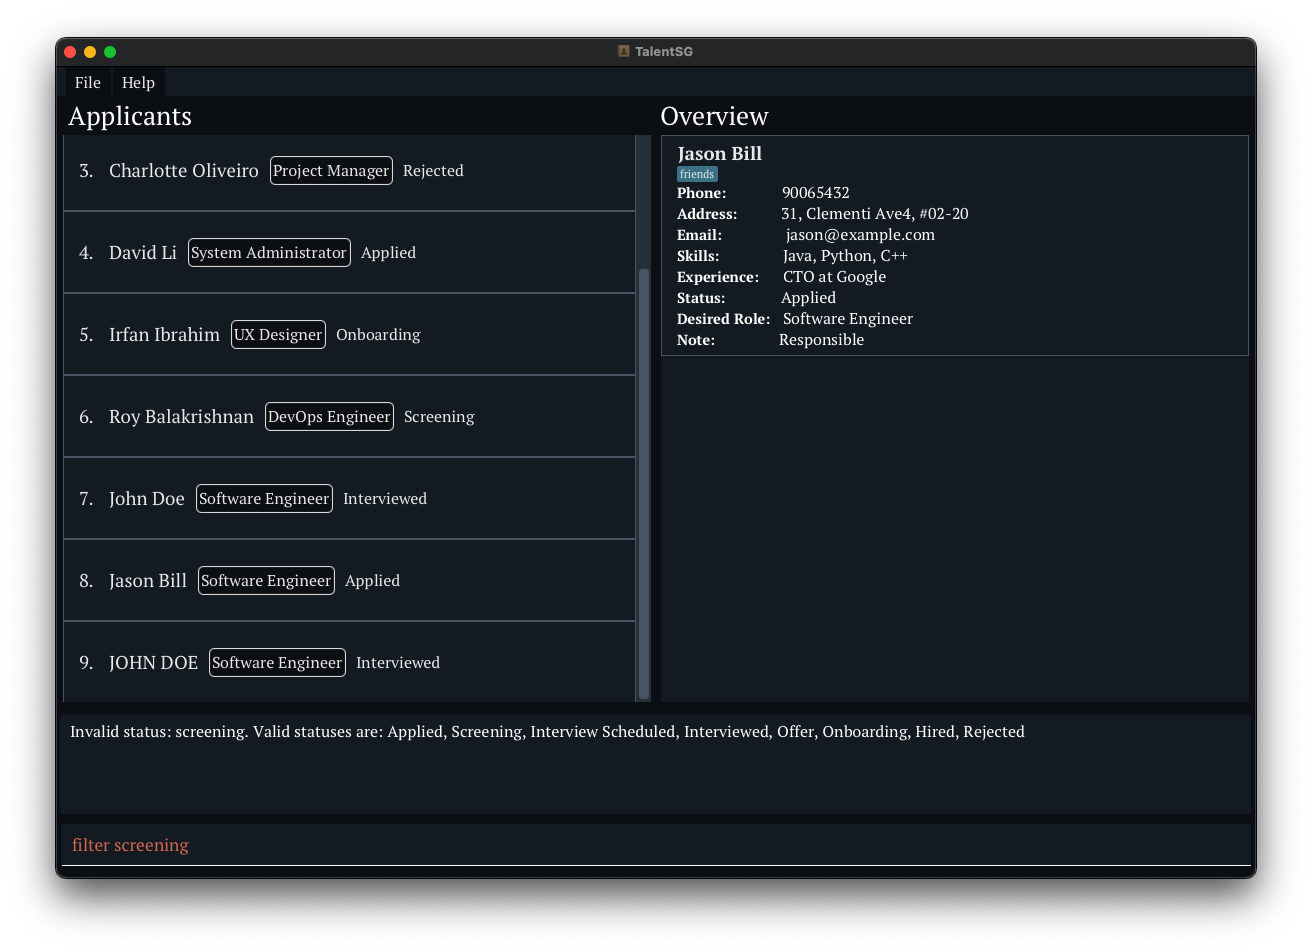 TalentSG
File Help
Applicants
3. Charlotte Oliveiro Project Manager Rejected
4. David Li System Administrator Applied
5. Irfan Ibrahim UX Designer Onboarding
6. Roy Balakrishnan DevOps Engineer Screening
7. John Doe Software Engineer Interviewed
8. Jason Bill Software Engineer Applied
9. JOHN DOE Software Engineer Interviewed
Overview
Jason Bill
friends
Phone: 90065432
Address: 31, Clementi Ave4, #02-20
Email: jason@example.com
Skills: Java, Python, C++
Experience: CTO at Google
Status: Applied
Desired Role: Software Engineer
Note: Responsible
Invalid status: screening. Valid statuses are: Applied, Screening, Interview Scheduled, Interviewed, Offer, Onboarding, Hired, Rejected
filter screening